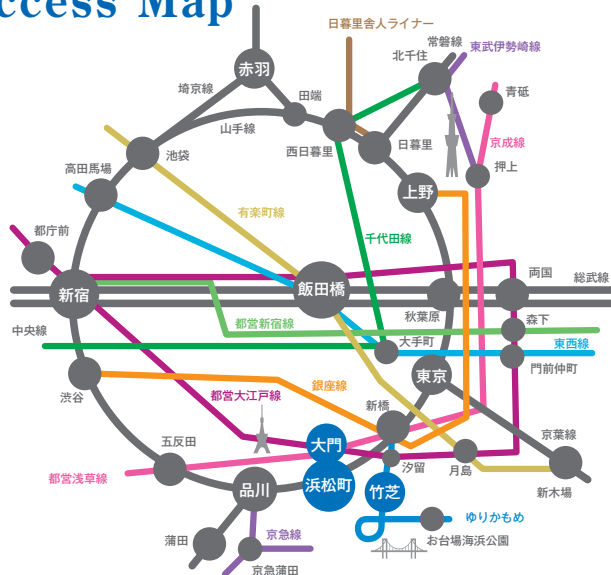 ccess Map
日暮里舎人ライナー
常磐線
北千住
東武伊勢崎線
赤羽
埼京線
田端
青砥
山手線
西日暮里
日暮里
京成線
池袋
押上
高田馬場
上野
有楽町線
千代田線
都庁前
両国
総武線
新宿
飯田橋
秋葉原
森下
中央線
都営新宿線
大手町
東西線
門前仲町
東京
銀座線
渋谷
都営大江戸線
新橋
京葉線
五反田
大門
汐留
月島
都営浅草線
品川
浜松町
竹芝
新木場
ゆりかもめ
蒲田
京急線
お台場海浜公園
京急蒲田